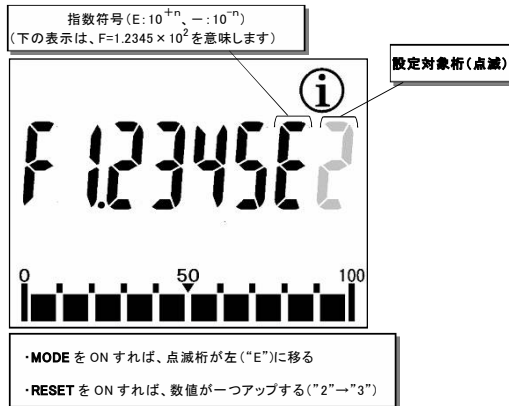 指数符号(E:10⁺ⁿ、－:10⁻ⁿ)
(下の表示は、F=1.2345×10²を意味します)
設定対象桁(点滅)
i
F 1.2345E2
0 50 100
・MODE を ON すれば、点滅桁が左(“E”)に移る
・RESET を ON すれば、数値が一つアップする(”2”→”3”)